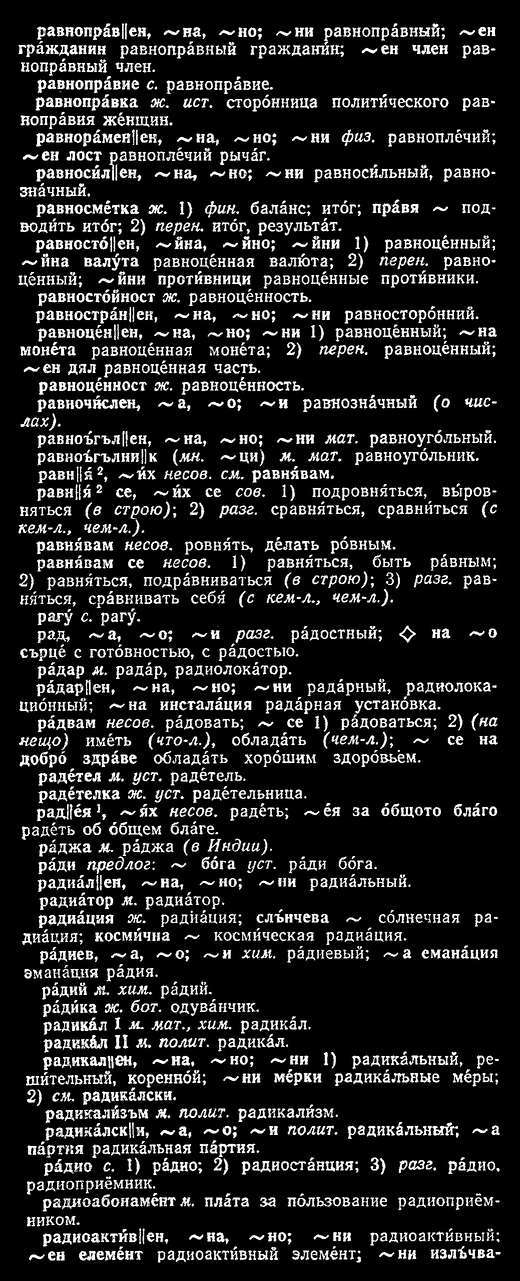 равнопра́в||ен, ~на, ~но; ~ни равнопра́вный; ~ен
гра́жданин равнопра́вный граждани́н; ~ен член рав-
нопра́вный член.
равнопра́вие с. равнопра́вие.
равнопра́вка ж. ист. сторо́нница полити́ческого рав-
нопра́вия же́нщин.
равнора́мен||ен, ~на, ~но; ~ни физ. равнопле́чий;
~ен лост равнопле́чий рыча́г.
равноси́л||ен, ~на, ~но; ~ни равноси́льный, равно-
зна́чный.
равносме́тка ж. 1) фин. бала́нс; ито́г; пра́вя ~ под-
води́ть ито́г; 2) перен. ито́г, результа́т.
равносто́||ен, ~йна, ~йно; ~йни 1) равноце́нный;
~йна валу́та равноце́нная валю́та; 2) перен. равно-
це́нный; ~йни проти́вници равноце́нные проти́вники.
равносто́йност ж. равноце́нность.
равностра́н||ен, ~на, ~но; ~ни равносторо́нний.
равноце́н||ен, ~на, ~но; ~ни 1) равноце́нный; ~на
моне́та равноце́нная моне́та; 2) перен. равноце́нный;
~ен дял равноце́нная часть.
равноце́нност ж. равноце́нность.
равночи́слен, ~а, ~о; ~и равнозна́чный (о чис-
лах).
равноъ́гъл||ен, ~на, ~но; ~ни мат. равноуго́льный.
равноъ́гълни||к (мн. ~ци) м. мат. равноуго́льник.
равн||я́², ~и́х несов. см. равня́вам.
равн||я́² се, ~и́х се сов. 1) подровня́ться, вы́ров-
няться (в строю); 2) разг. сравня́ться, сравни́ться (с
кем-л., чем-л.).
равня́вам несов. ровня́ть, де́лать ро́вным.
равня́вам се несов. 1) равня́ться, быть ра́вным;
2) равня́ться, подра́вниваться (в строю); 3) разг. рав-
ня́ться, сра́внивать себя́ (с кем-л., чем-л.).
рагу́ с. рагу́.
рад, ~а, ~о; ~и разг. ра́достный; ◇ на ~о
сърце́ с гото́вностью, с ра́достью.
ра́дар м. рада́р, радиолока́тор.
ра́дар||ен, ~на, ~но; ~ни рада́рный, радиолока-
цио́нный; ~на инстала́ция рада́рная устано́вка.
ра́двам несов. ра́довать; ~ се 1) ра́доваться; 2) (на
нещо) име́ть (что-л.), облада́ть (чем-л.); ~ се на
добро́ здра́ве облада́ть хоро́шим здоро́вьем.
раде́тел м. уст. раде́тель.
раде́телка ж. уст. раде́тельница.
рад||е́я¹, ~я́х несов. раде́ть; ~е́я за о́бщото бла́го
раде́ть об о́бщем бла́ге.
ра́джа м. ра́джа (в Индии).
ра́ди предлог: ~ бо́га уст. ра́ди бо́га.
радиа́л||ен, ~на, ~но; ~ни радиа́льный.
радиа́тор м. радиа́тор.
радиа́ция ж. радиа́ция; слъ́нчева ~ со́лнечная ра-
диа́ция; косми́чна ~ косми́ческая радиа́ция.
ра́диев, ~а, ~о; ~и хим. ра́диевый; ~а емана́ция
эмана́ция ра́дия.
ра́дий м. хим. ра́дий.
ра́дика ж. бот. одува́нчик.
радика́л I м. мат., хим. радика́л.
радика́л II м. полит. радика́л.
радика́л||ен, ~на, ~но; ~ни 1) радика́льный, ре-
ши́тельный, коренно́й; ~ни ме́рки радика́льные ме́ры;
2) см. радика́лски.
радикали́зъм м. полит. радикали́зм.
радика́лск||и, ~а, ~о; ~и полит. радика́льный; ~а
па́ртия радика́льная па́ртия.
ра́дио с. 1) ра́дио; 2) радиоста́нция; 3) разг. ра́дио,
радиоприёмник.
радиоабонаме́нт м. пла́та за по́льзование радиоприём-
ником.
радиоакти́в||ен, ~на, ~но; ~ни радиоакти́вный;
~ен елеме́нт радиоакти́вный элеме́нт; ~ни излъ́чва-